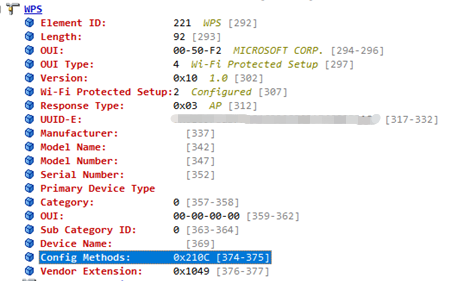 WPS
Element ID: 221 WPS [292]
Length: 92 [293]
OUI: 00-50-F2 MICROSOFT CORP. [294-296]
OUI Type: 4 Wi-Fi Protected Setup [297]
Version: 0x10 1.0 [302]
Wi-Fi Protected Setup:2 Configured [307]
Response Type: 0x03 AP [312]
UUID-E: [317-332]
Manufacturer: [337]
Model Name: [342]
Model Number: [347]
Serial Number: [352]
Primary Device Type
Category: 0 [357-358]
OUI: 00-00-00-00 [359-362]
Sub Category ID: 0 [363-364]
Device Name: [369]
Config Methods: 0x210C [374-375]
Vendor Extension: 0x1049 [376-377]